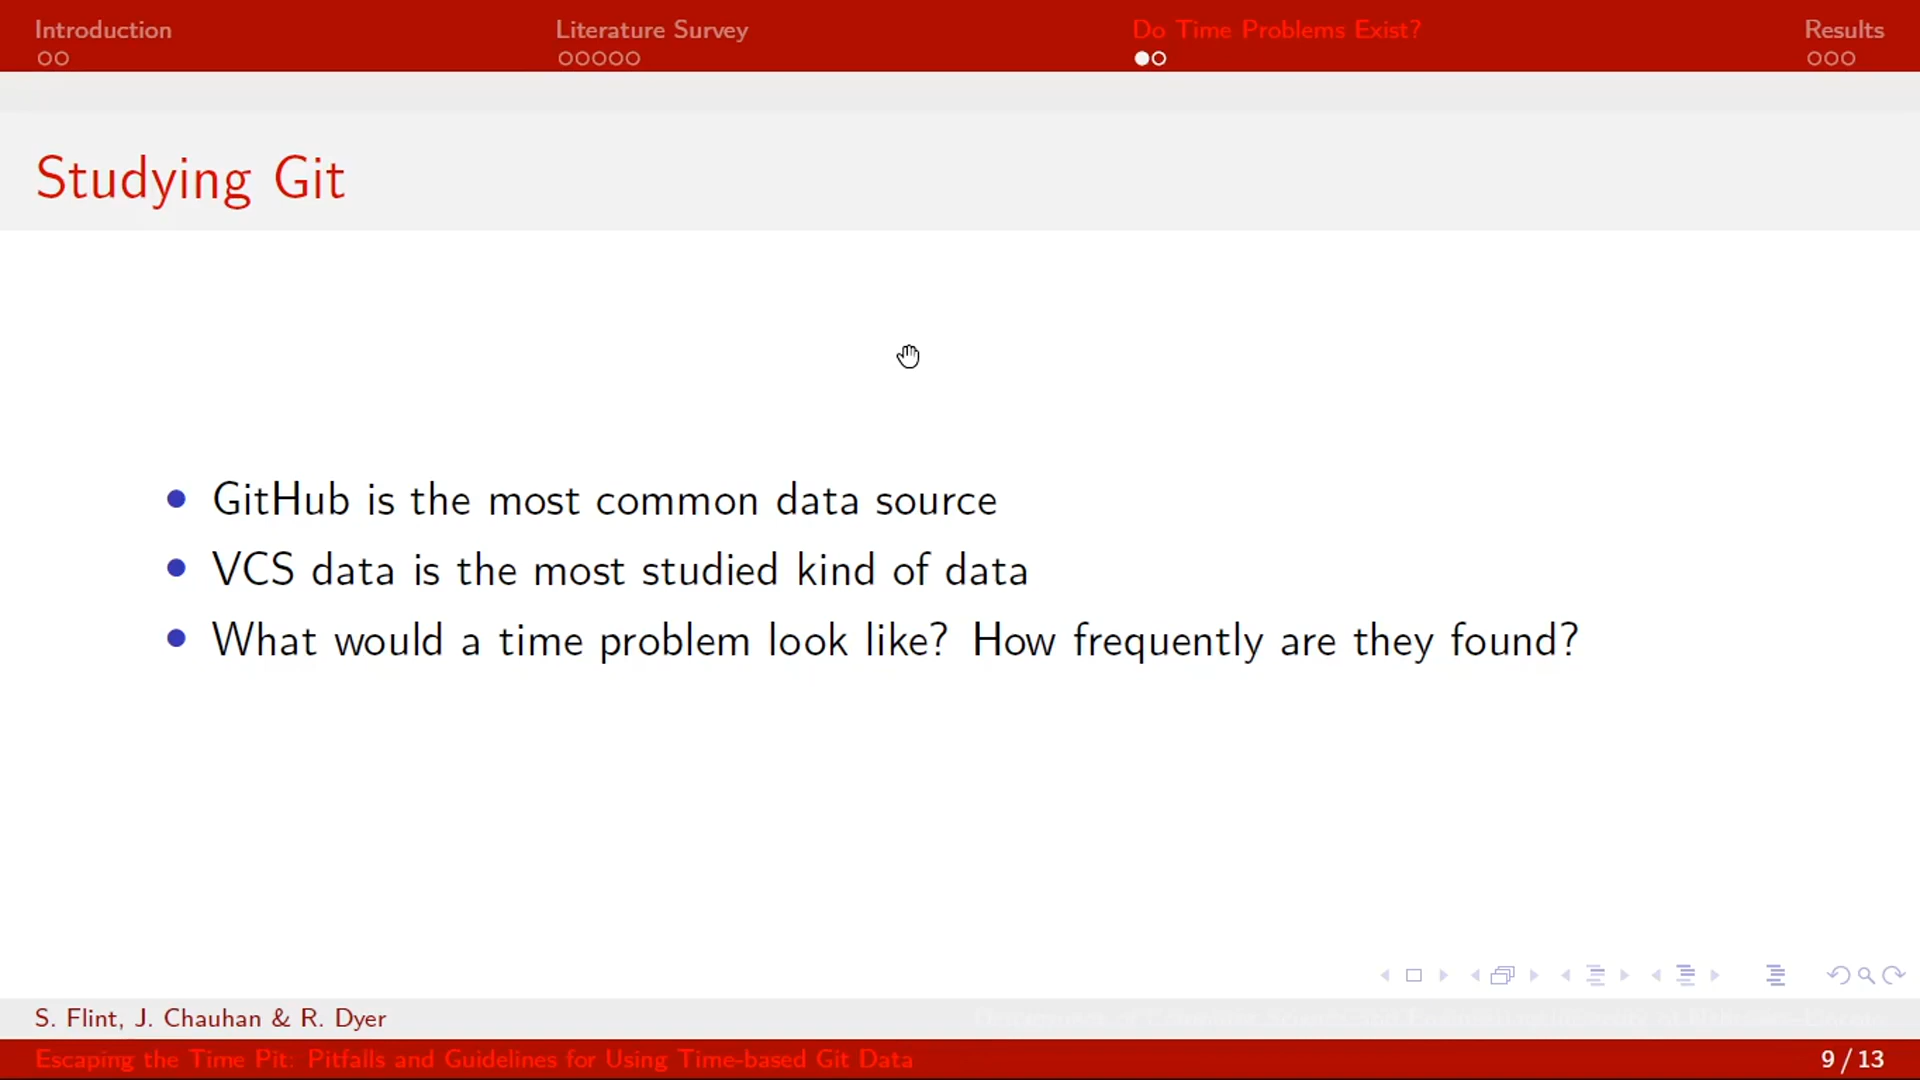 Introduction
Literature Survey
Do Time Problems Exist?
Results
Studying Git
GitHub is the most common data source
VCS data is the most studied kind of data
What would a time problem look like? How frequently are they found?
S. Flint, J. Chauhan & R. Dyer
Escaping the Time Pit: Pitfalls and Guidelines for Using Time-based Git Data
9 / 13